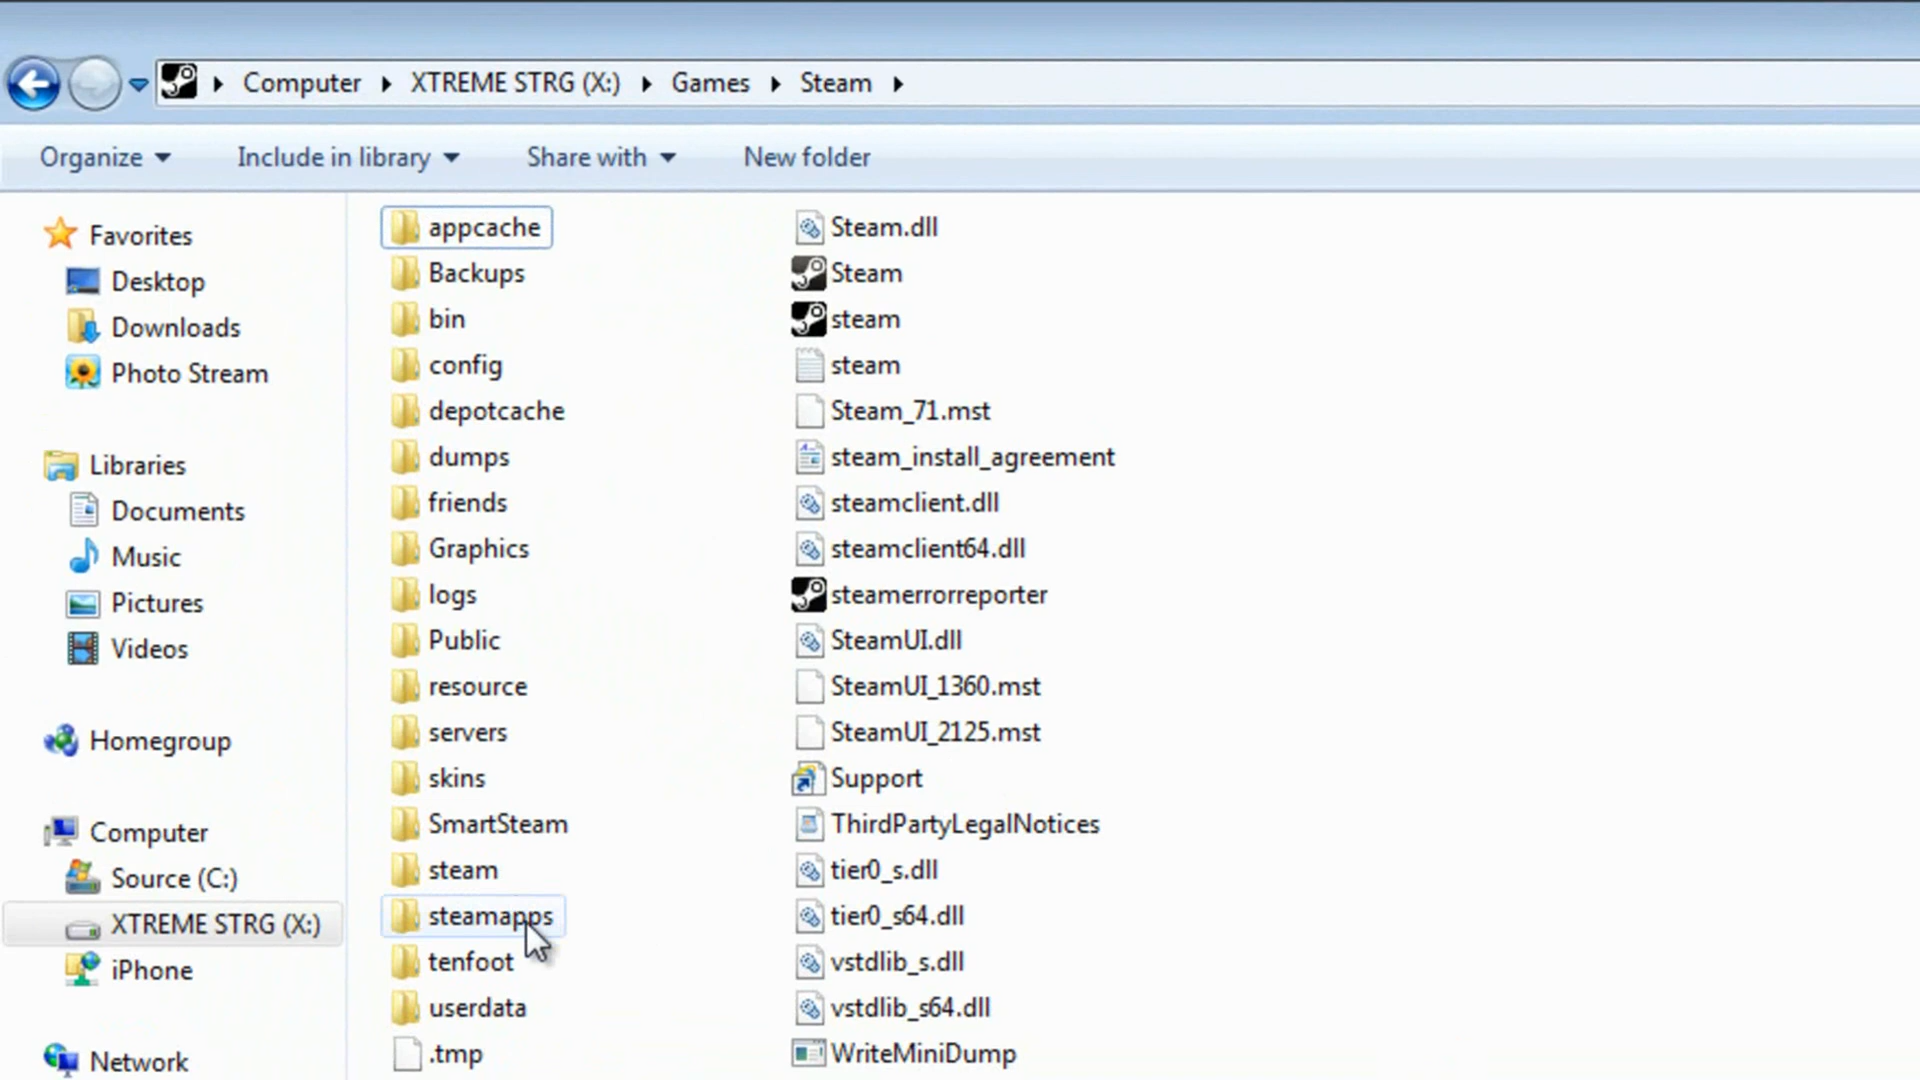 Computer XTREME STRG (X:) Games Steam
Organize Include in library Share with New folder
Favorites
Desktop
Downloads
Photo Stream
Libraries
Documents
Music
Pictures
Videos
Homegroup
Computer
Source (C:)
XTREME STRG (X:)
iPhone
Network
appcache
Backups
bin
config
depotcache
dumps
friends
Graphics
logs
Public
resource
servers
skins
SmartSteam
steam
steamapps
tenfoot
userdata
.tmp
Steam.dll
Steam
steam
steam
Steam_71.mst
steam_install_agreement
steamclient.dll
steamclient64.dll
steamerrorreporter
SteamUI.dll
SteamUI_1360.mst
SteamUI_2125.mst
Support
ThirdPartyLegalNotices
tier0_s.dll
tier0_s64.dll
vstdlib_s.dll
vstdlib_s64.dll
WriteMiniDump